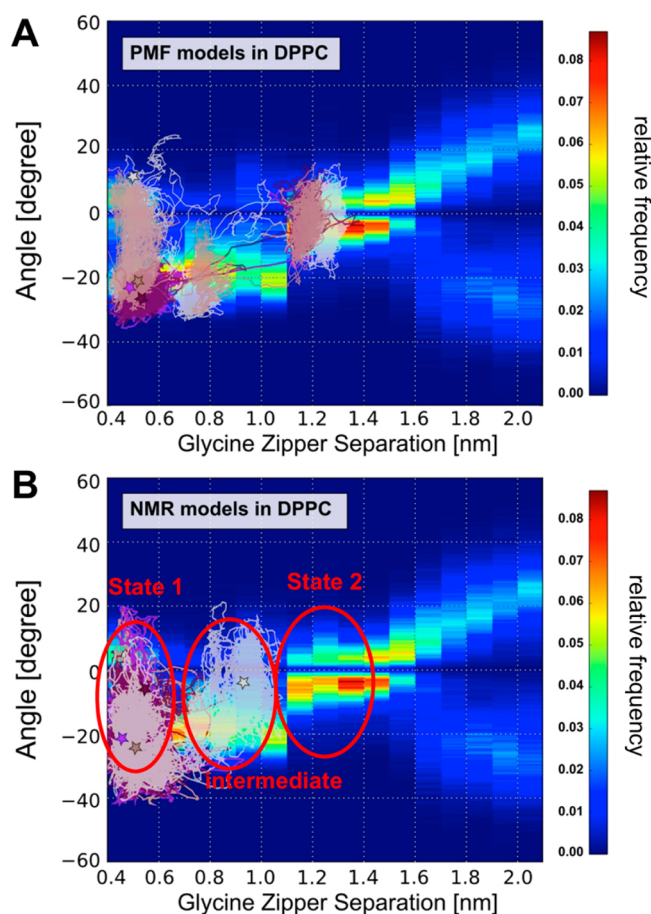 A
PMF models in DPPC
Angle [degree]
60
40
20
0
−20
−40
−60
0.4 0.6 0.8 1.0 1.2 1.4 1.6 1.8 2.0
Glycine Zipper Separation [nm]
0.08
0.07
0.06
0.05
0.04
0.03
0.02
0.01
0.00
relative frequency
B
NMR models in DPPC
State 1
State 2
intermediate
Angle [degree]
60
40
20
0
−20
−40
−60
0.4 0.6 0.8 1.0 1.2 1.4 1.6 1.8 2.0
Glycine Zipper Separation [nm]
0.08
0.07
0.06
0.05
0.04
0.03
0.02
0.01
0.00
relative frequency